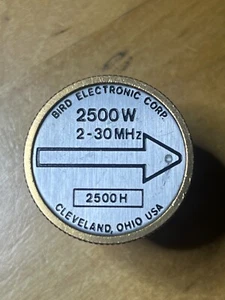 BIRD ELECTRONIC CORP.
2500W
2-30MHz
2500H
CLEVELAND, OHIO USA